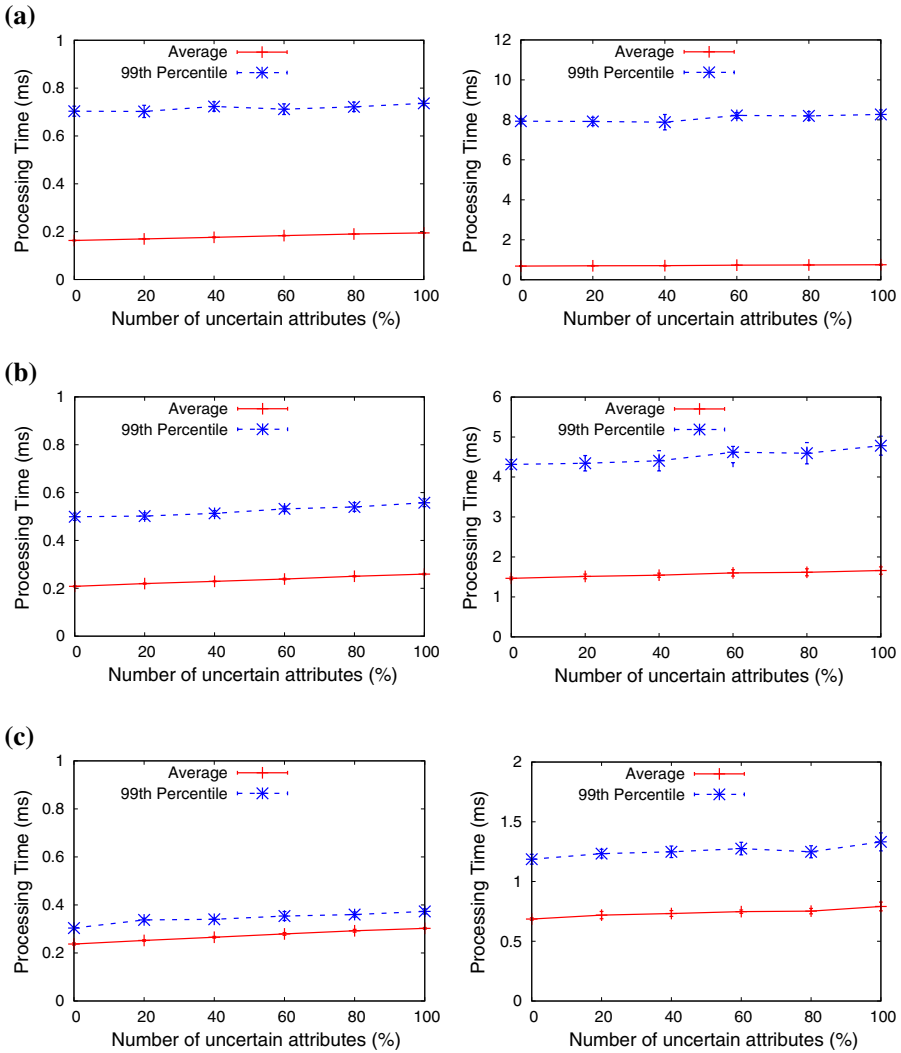 (a)
1
0.8
0.6
0.4
0.2
0
0 20 40 60 80 100
Processing Time (ms)
Number of uncertain attributes (%)
Average
99th Percentile
12
10
8
6
4
2
0
0 20 40 60 80 100
Processing Time (ms)
Number of uncertain attributes (%)
Average
99th Percentile
(b)
1
0.8
0.6
0.4
0.2
0
0 20 40 60 80 100
Processing Time (ms)
Number of uncertain attributes (%)
Average
99th Percentile
6
5
4
3
2
1
0
0 20 40 60 80 100
Processing Time (ms)
Number of uncertain attributes (%)
Average
99th Percentile
(c)
1
0.8
0.6
0.4
0.2
0
0 20 40 60 80 100
Processing Time (ms)
Number of uncertain attributes (%)
Average
99th Percentile
2
1.5
1
0.5
0
0 20 40 60 80 100
Processing Time (ms)
Number of uncertain attributes (%)
Average
99th Percentile